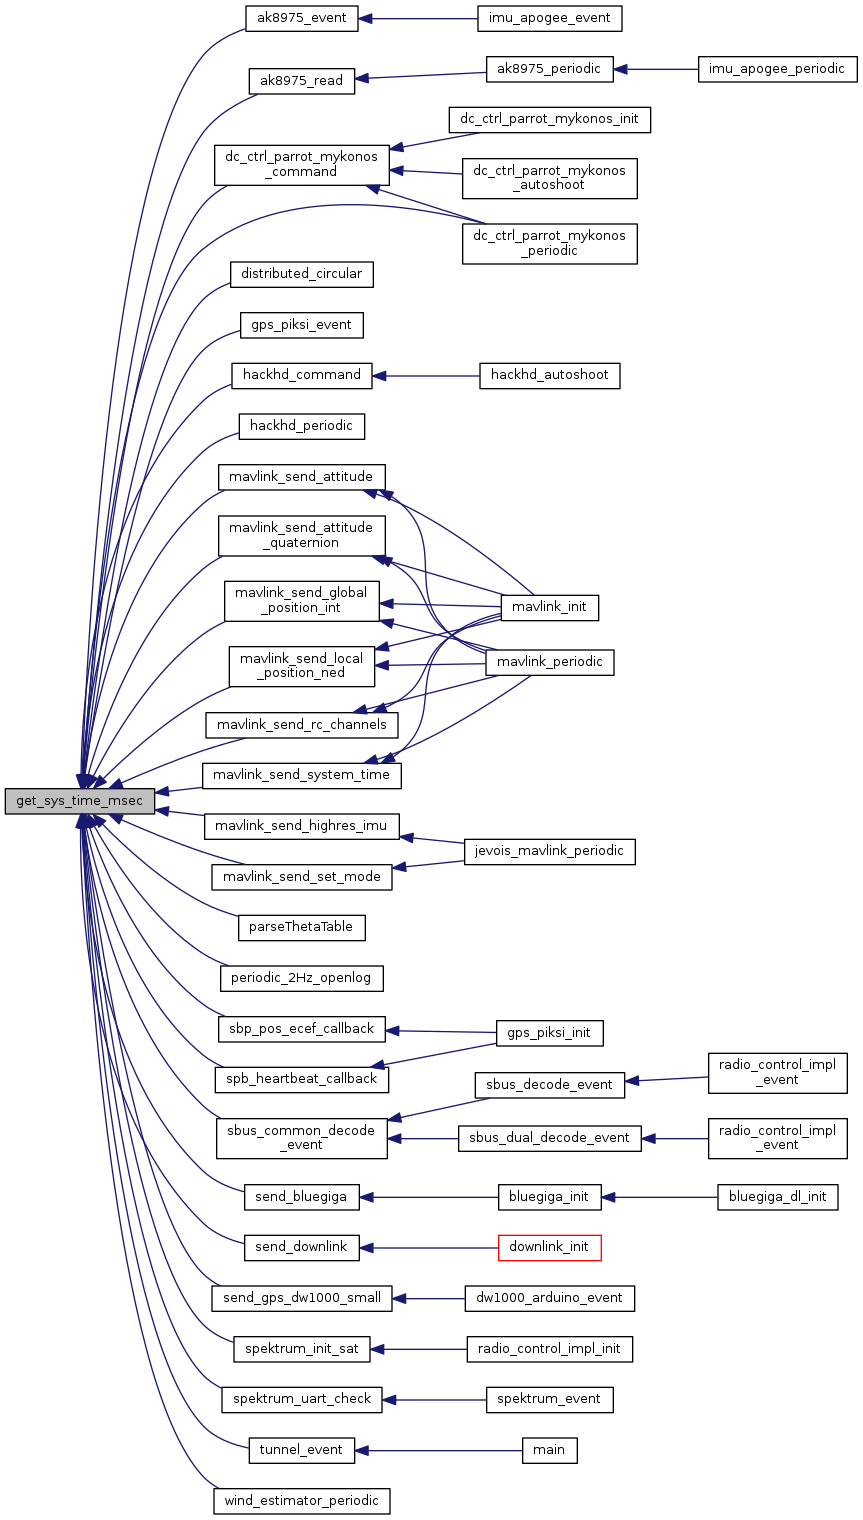 ak8975_event
imu_apogee_event
ak8975_read
ak8975_periodic
imu_apogee_periodic
dc_ctrl_parrot_mykonos_init
dc_ctrl_parrot_mykonos
_command
dc_ctrl_parrot_mykonos
_autoshoot
dc_ctrl_parrot_mykonos
_periodic
distributed_circular
gps_piksi_event
hackhd_command
hackhd_autoshoot
hackhd_periodic
mavlink_send_attitude
mavlink_send_attitude
_quaternion
mavlink_send_global
_position_int
mavlink_init
mavlink_send_local
_position_ned
mavlink_periodic
mavlink_send_rc_channels
mavlink_send_system_time
get_sys_time_msec
mavlink_send_highres_imu
jevois_mavlink_periodic
mavlink_send_set_mode
parseThetaTable
periodic_2Hz_openlog
sbp_pos_ecef_callback
gps_piksi_init
spb_heartbeat_callback
sbus_decode_event
radio_control_impl
_event
sbus_common_decode
_event
sbus_dual_decode_event
radio_control_impl
_event
send_bluegiga
bluegiga_init
bluegiga_dl_init
send_downlink
downlink_init
send_gps_dw1000_small
dw1000_arduino_event
spektrum_init_sat
radio_control_impl_init
spektrum_uart_check
spektrum_event
tunnel_event
main
wind_estimator_periodic